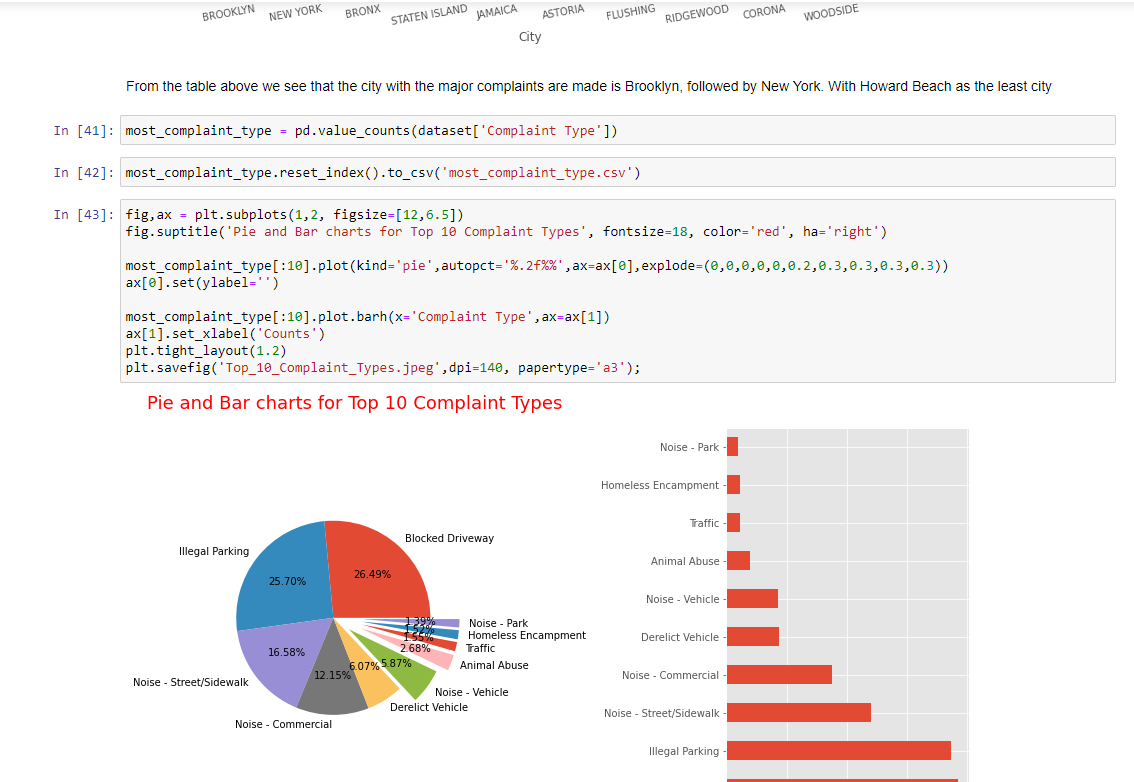 BROOKLYN NEW YORK BRONX STATEN ISLAND JAMAICA ASTORIA FLUSHING RIDGEWOOD CORONA WOODSIDE
City
From the table above we see that the city with the major complaints are made is Brooklyn, followed by New York. With Howard Beach as the least city
In [41]: most_complaint_type = pd.value_counts(dataset['Complaint Type'])
In [42]: most_complaint_type.reset_index().to_csv('most_complaint_type.csv')
In [43]: fig,ax = plt.subplots(1,2, figsize=[12,6.5])
fig.suptitle('Pie and Bar charts for Top 10 Complaint Types', fontsize=18, color='red', ha='right')
most_complaint_type[:10].plot(kind='pie',autopct='%.2f%%',ax=ax[0],explode=(0,0,0,0,0,0.2,0.3,0.3,0.3,0.3))
ax[0].set(ylabel='')
most_complaint_type[:10].plot.barh(x='Complaint Type',ax=ax[1])
ax[1].set_xlabel('Counts')
plt.tight_layout(1.2)
plt.savefig('Top_10_Complaint_Types.jpeg',dpi=140, papertype='a3');
Pie and Bar charts for Top 10 Complaint Types
Illegal Parking
Blocked Driveway
25.70%
26.49%
16.58%
12.15%
6.07%
5.87%
2.68%
1.55%
1.52%
1.39%
Noise - Park
Homeless Encampment
Traffic
Animal Abuse
Noise - Vehicle
Derelict Vehicle
Noise - Street/Sidewalk
Noise - Commercial
Noise - Park
Homeless Encampment
Traffic
Animal Abuse
Noise - Vehicle
Derelict Vehicle
Noise - Commercial
Noise - Street/Sidewalk
Illegal Parking